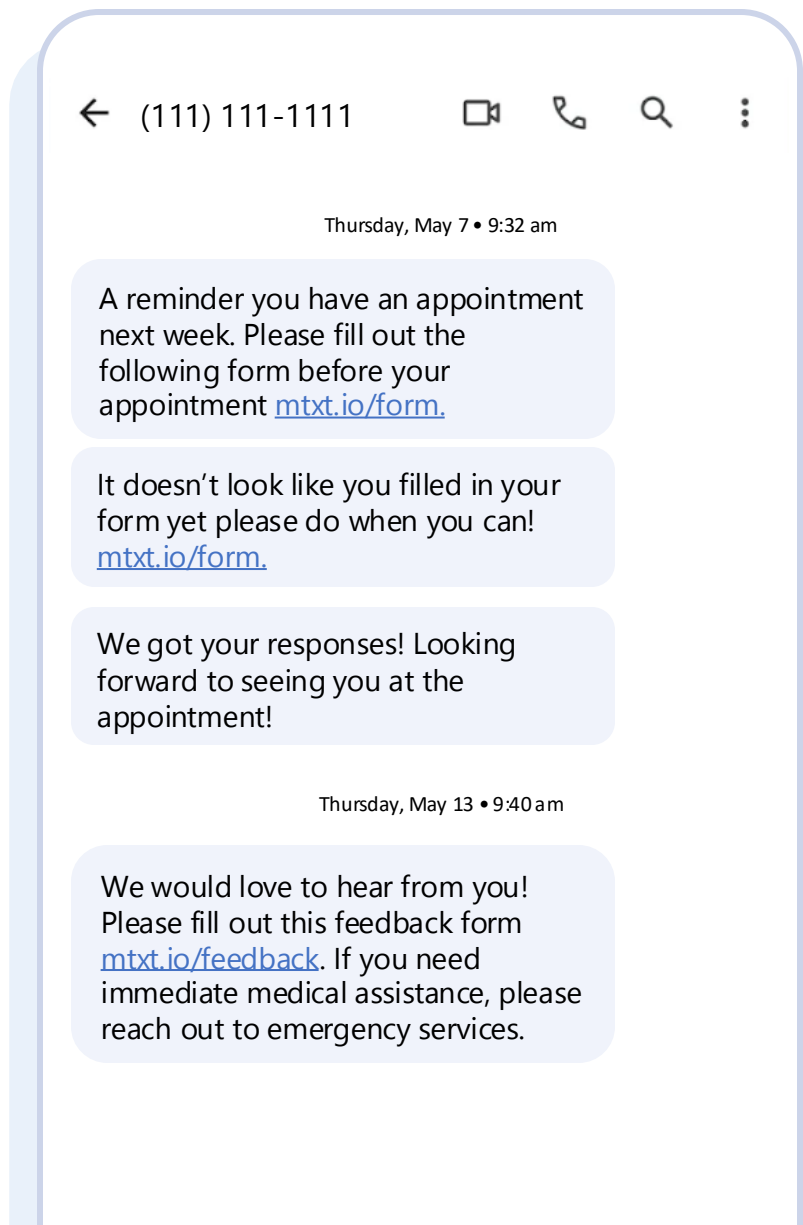 (111) 111-1111
Thursday, May 7 • 9:32 am
A reminder you have an appointment
next week. Please fill out the
following form before your
appointment mtxt.io/form.
It doesn’t look like you filled in your
form yet please do when you can!
mtxt.io/form.
We got your responses! Looking
forward to seeing you at the
appointment!
Thursday, May 13 • 9:40 am
We would love to hear from you!
Please fill out this feedback form
mtxt.io/feedback. If you need
immediate medical assistance, please
reach out to emergency services.